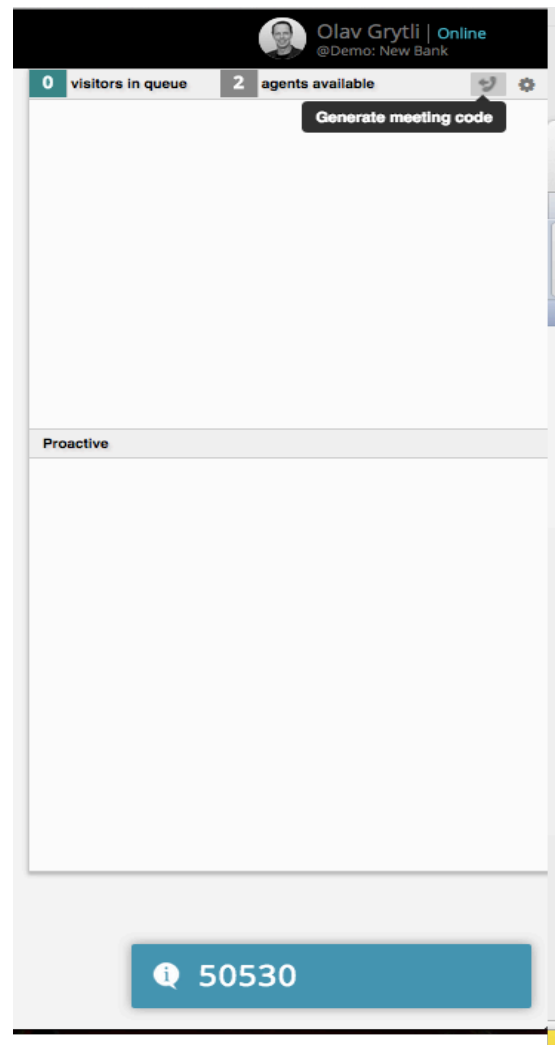 Olav Grytli | Online
@Demo: New Bank
0 visitors in queue 2 agents available
Generate meeting code
Proactive
50530